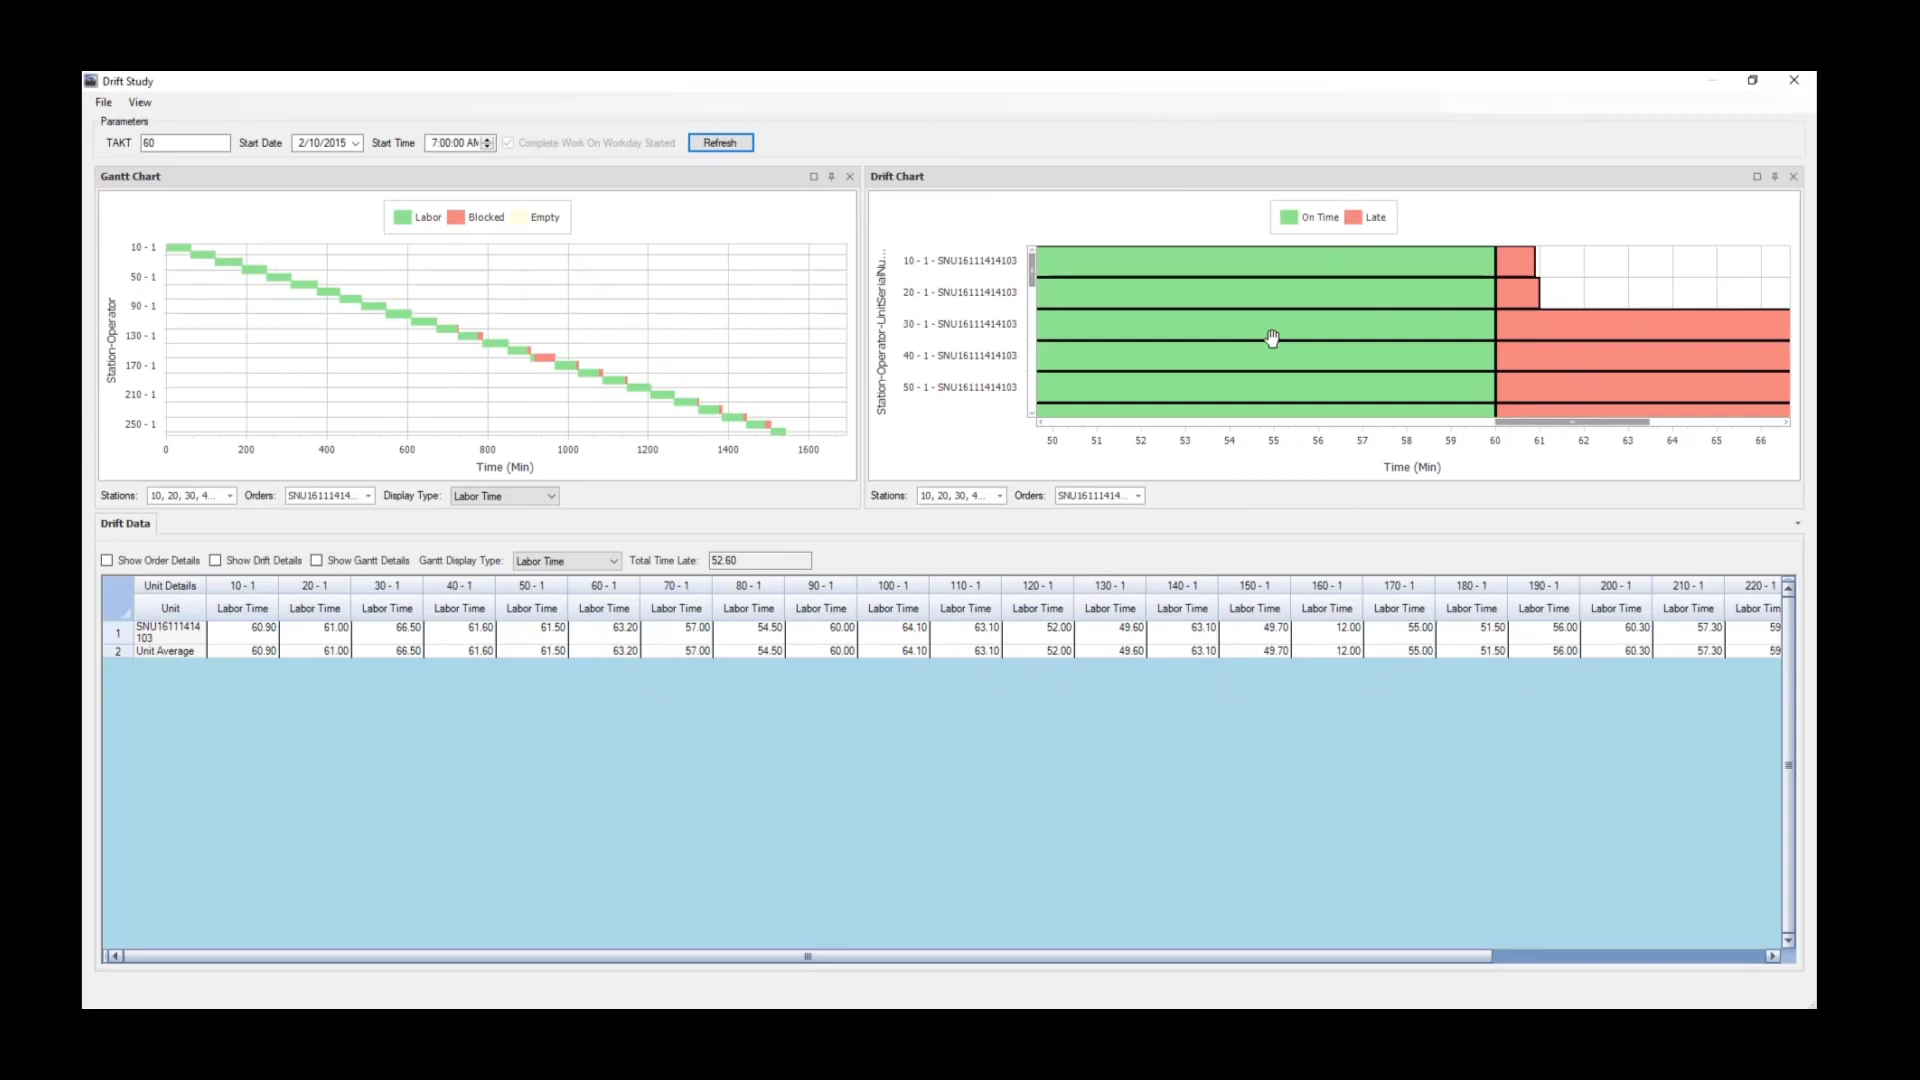 Drift Study
File View
Parameters
TAKT 60 Start Date 2/10/2015 Start Time 7:00:00 AM Complete Work On Workday Started Refresh
Gantt Chart
Labor Blocked Empty
Station-Operator
10 - 1
50 - 1
90 - 1
130 - 1
170 - 1
210 - 1
250 - 1
0 200 400 600 800 1000 1200 1400 1600
Time (Min)
Stations: 10, 20, 30, 4... Orders: SNU16111414... Display Type: Labor Time
Drift Chart
On Time Late
Station-Operator-UnitSerialNu...
10 - 1 - SNU16111414103
20 - 1 - SNU16111414103
30 - 1 - SNU16111414103
40 - 1 - SNU16111414103
50 - 1 - SNU16111414103
50 51 52 53 54 55 56 57 58 59 60 61 62 63 64 65 66
Time (Min)
Stations: 10, 20, 30, 4... Orders: SNU16111414...
Drift Data
Show Order Details Show Drift Details Show Gantt Details Gantt Display Type: Labor Time Total Time Late: 52.60
Unit Details 10 - 1 20 - 1 30 - 1 40 - 1 50 - 1 60 - 1 70 - 1 80 - 1 90 - 1 100 - 1 110 - 1 120 - 1 130 - 1 140 - 1 150 - 1 160 - 1 170 - 1 180 - 1 190 - 1 200 - 1 210 - 1 220 - 1
Unit Labor Time Labor Time Labor Time Labor Time Labor Time Labor Time Labor Time Labor Time Labor Time Labor Time Labor Time Labor Time Labor Time Labor Time Labor Time Labor Time Labor Time Labor Time Labor Time Labor Time Labor Time Labor Tim
1 SNU16111414 60.90 61.00 66.50 61.60 61.50 63.20 57.00 54.50 60.00 64.10 63.10 52.00 49.60 63.10 49.70 12.00 55.00 51.50 56.00 60.30 57.30 59
103
2 Unit Average 60.90 61.00 66.50 61.60 61.50 63.20 57.00 54.50 60.00 64.10 63.10 52.00 49.60 63.10 49.70 12.00 55.00 51.50 56.00 60.30 57.30 59